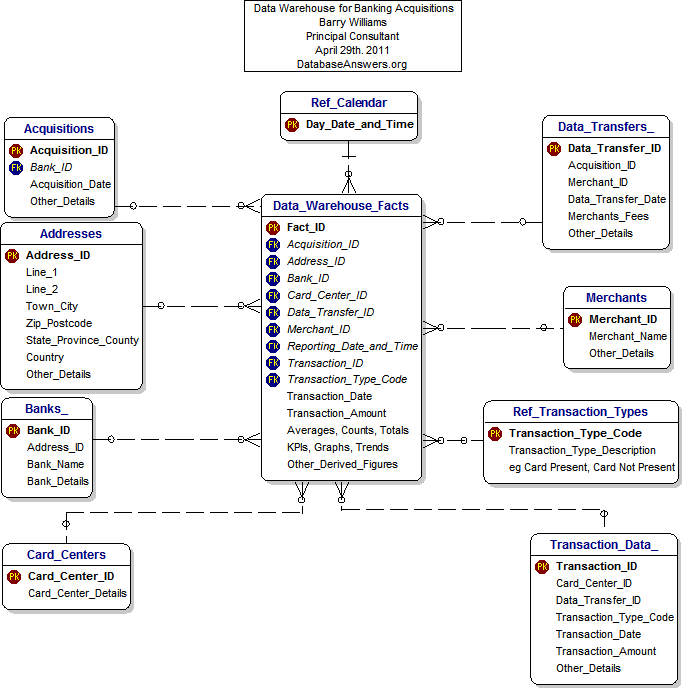 Data Warehouse for Banking Acquisitions
Barry Williams
Principal Consultant
April 29th. 2011
DatabaseAnswers.org
Ref_Calendar
PK Day_Date_and_Time
Acquisitions
PK Acquisition_ID
FK Bank_ID
Acquisition_Date
Other_Details
Data_Transfers_
PK Data_Transfer_ID
Acquisition_ID
Merchant_ID
Data_Transfer_Date
Merchants_Fees
Other_Details
Addresses
PK Address_ID
Line_1
Line_2
Town_City
Zip_Postcode
State_Province_County
Country
Other_Details
Data_Warehouse_Facts
PK Fact_ID
FK Acquisition_ID
FK Address_ID
FK Bank_ID
FK Card_Center_ID
FK Data_Transfer_ID
FK Merchant_ID
FK Reporting_Date_and_Time
FK Transaction_ID
FK Transaction_Type_Code
Transaction_Date
Transaction_Amount
Averages, Counts, Totals
KPIs, Graphs, Trends
Other_Derived_Figures
Merchants
PK Merchant_ID
Merchant_Name
Other_Details
Banks_
PK Bank_ID
Address_ID
Bank_Name
Bank_Details
Ref_Transaction_Types
PK Transaction_Type_Code
Transaction_Type_Description
eg Card Present, Card Not Present
Card_Centers
PK Card_Center_ID
Card_Center_Details
Transaction_Data_
PK Transaction_ID
Card_Center_ID
Data_Transfer_ID
Transaction_Type_Code
Transaction_Date
Transaction_Amount
Other_Details